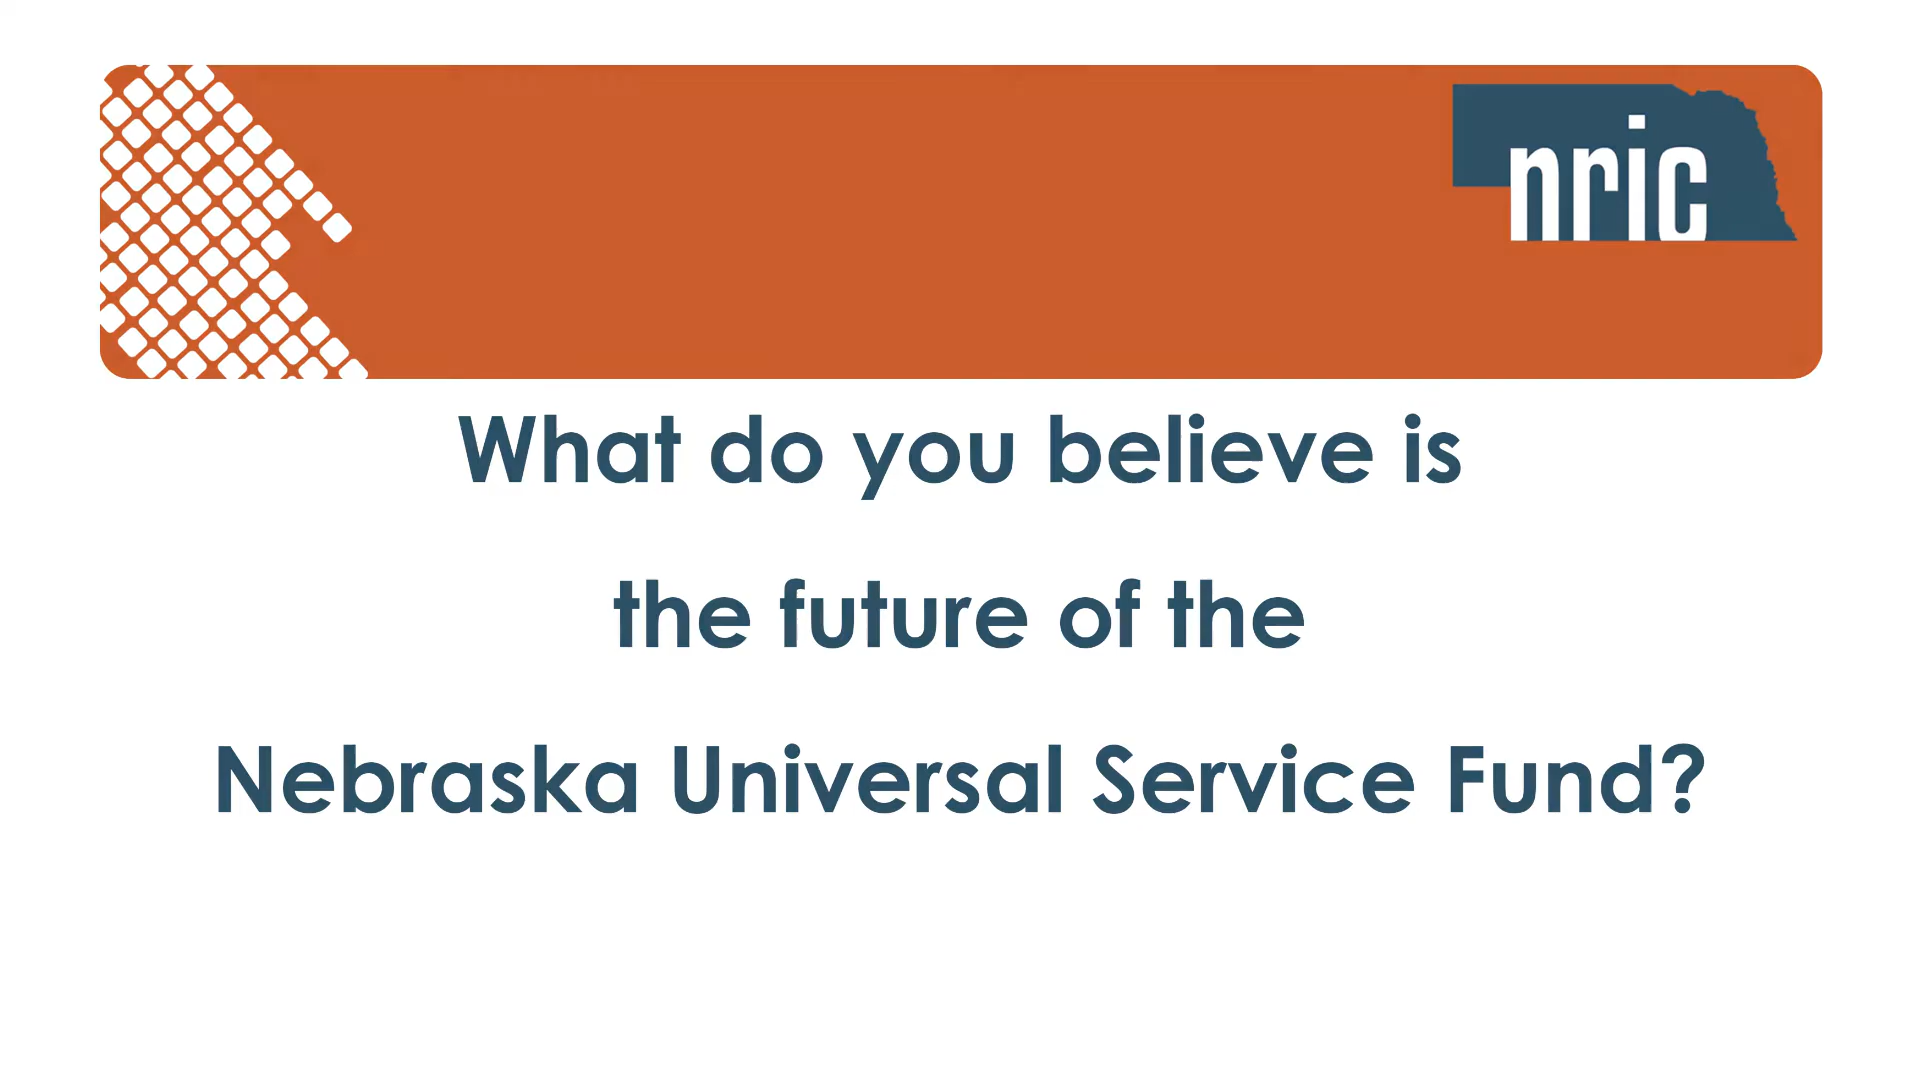 nric
What do you believe is
the future of the
Nebraska Universal Service Fund?